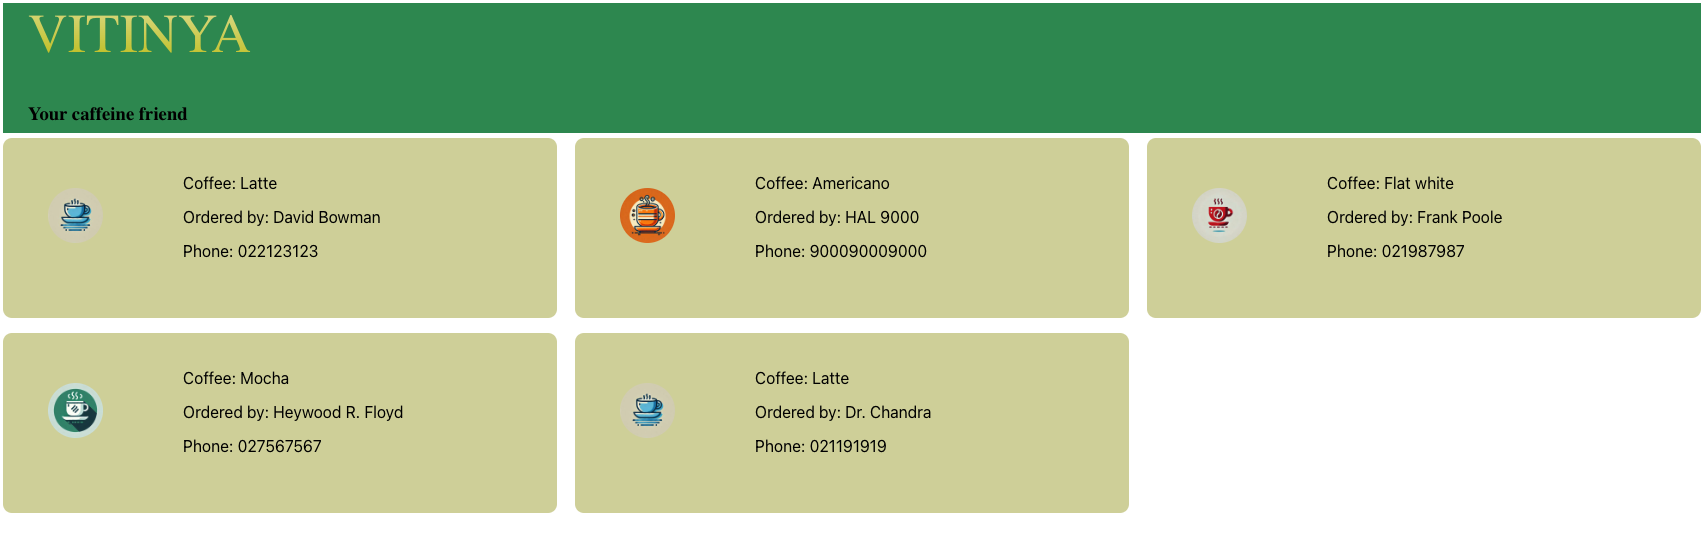 VITINYA
Your caffeine friend
Coffee: Latte
Ordered by: David Bowman
Phone: 022123123
Coffee: Americano
Ordered by: HAL 9000
Phone: 900090009000
Coffee: Flat white
Ordered by: Frank Poole
Phone: 021987987
Coffee: Mocha
Ordered by: Heywood R. Floyd
Phone: 027567567
Coffee: Latte
Ordered by: Dr. Chandra
Phone: 021191919